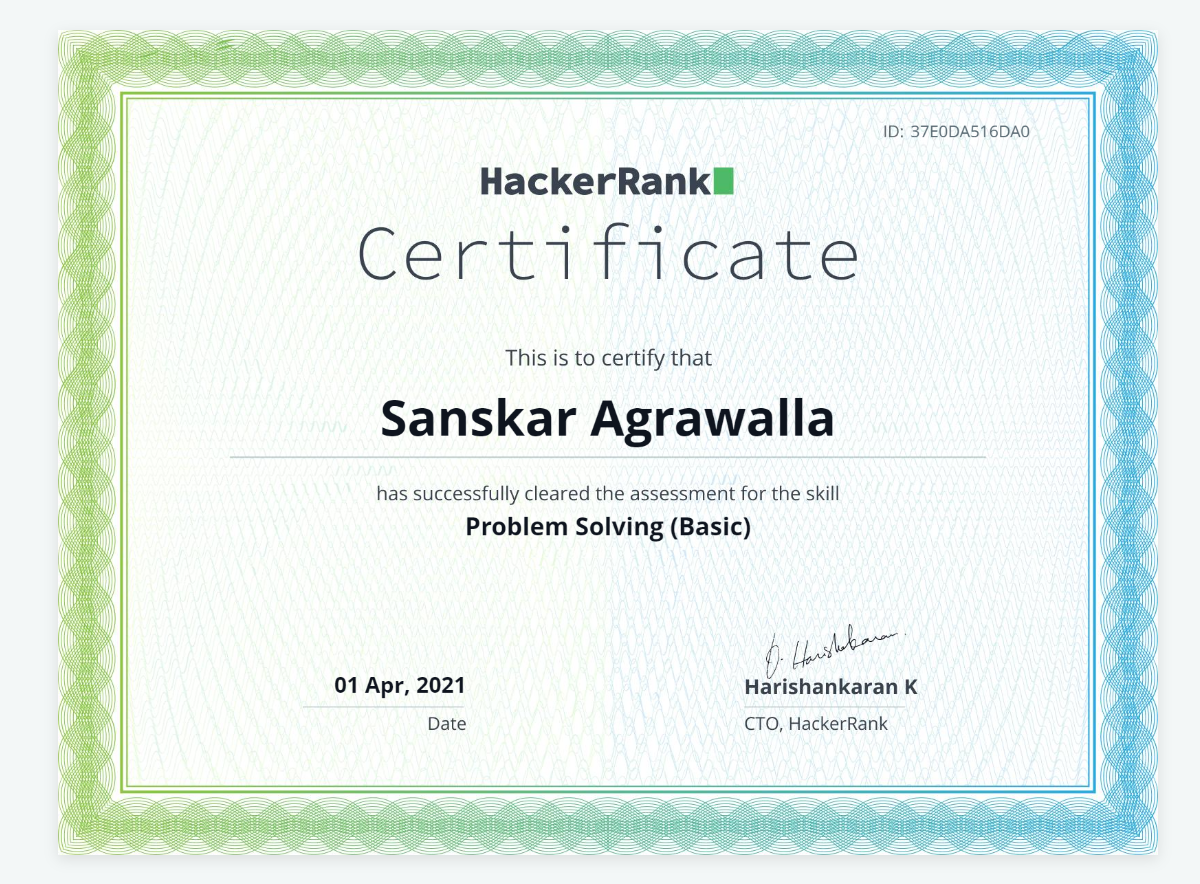 ID: 37E0DA516DA0
HackerRank
Certificate
This is to certify that
Sanskar Agrawalla
has successfully cleared the assessment for the skill
Problem Solving (Basic)
01 Apr, 2021
Date
Harishankaran K
CTO, HackerRank